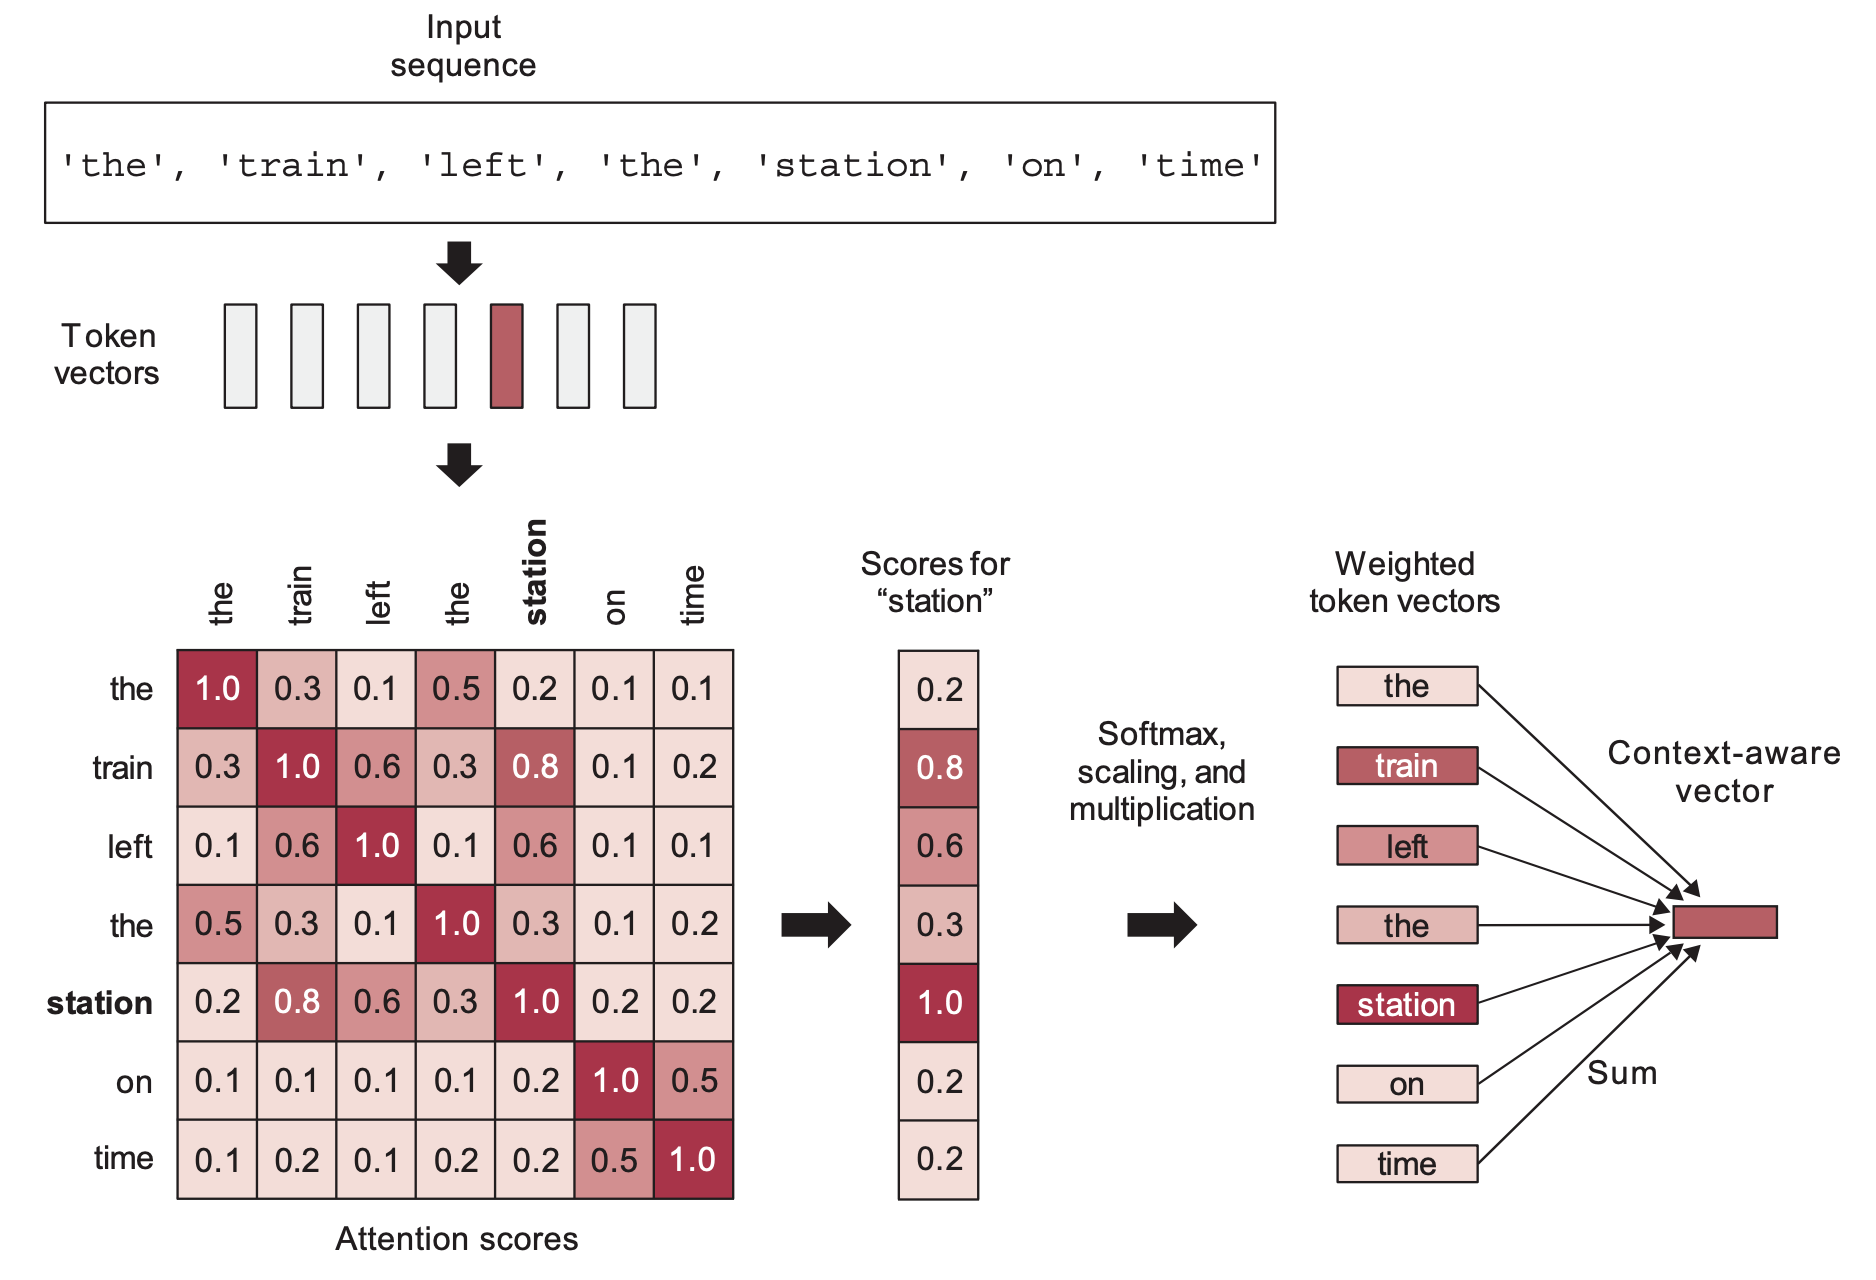 Input
sequence
'the', 'train', 'left', 'the', 'station', 'on', 'time'
Token
vectors
the train left the station on time
the 1.0 0.3 0.1 0.5 0.2 0.1 0.1
train 0.3 1.0 0.6 0.3 0.8 0.1 0.2
left 0.1 0.6 1.0 0.1 0.6 0.1 0.1
the 0.5 0.3 0.1 1.0 0.3 0.1 0.2
station 0.2 0.8 0.6 0.3 1.0 0.2 0.2
on 0.1 0.1 0.1 0.1 0.2 1.0 0.5
time 0.1 0.2 0.1 0.2 0.2 0.5 1.0
Attention scores
Scores for
“station”
0.2
0.8
0.6
0.3
1.0
0.2
0.2
Softmax,
scaling, and
multiplication
Weighted
token vectors
the
train
left
the
station
on
time
Context-aware
vector
Sum